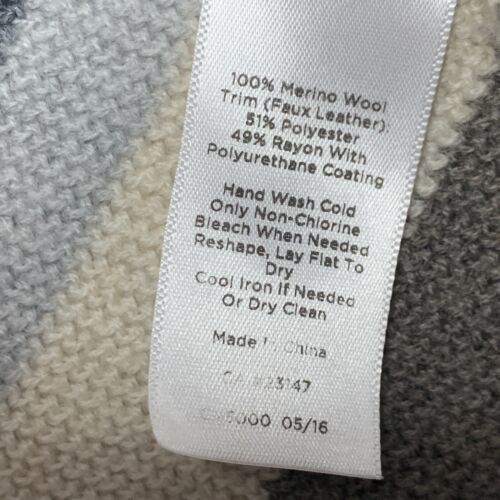 100% Merino Wool
Trim (Faux Leather):
51% Polyester
49% Rayon With
Polyurethane Coating
Hand Wash Cold
Only Non-Chlorine
Bleach When Needed
Reshape, Lay Flat To
Dry
Cool Iron If Needed
Or Dry Clean
Made In China
CA #23147
05/16